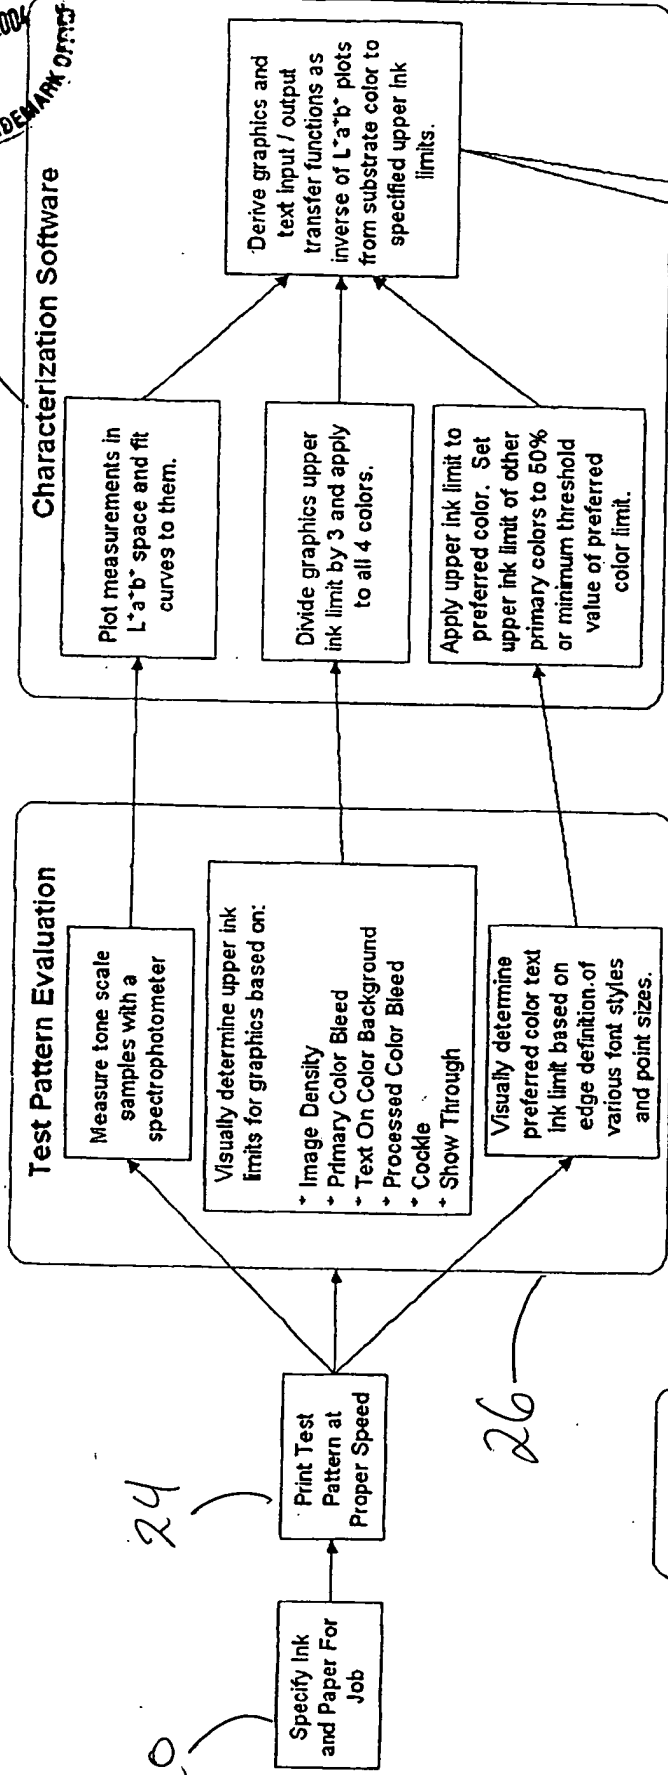 Specify Ink
and Paper For
Job
24
Print Test
Pattern at
Proper Speed
26
Test Pattern Evaluation
Measure tone scale
samples with a
spectrophotometer
Visually determine upper ink
limits for graphics based on:
* Image Density
* Primary Color Bleed
* Text On Color Background
* Processed Color Bleed
* Cockle
* Show Through
Visually determine
preferred color text
ink limit based on
edge definition of
various font styles
and point sizes.
Characterization Software
Plot measurements in
L*a*b* space and fit
curves to them.
Divide graphics upper
ink limit by 3 and apply
to all 4 colors.
Apply upper ink limit to
preferred color. Set
upper ink limit of other
primary colors to 50%
or minimum threshold
value of preferred
color limit.
Derive graphics and
text input / output
transfer functions as
inverse of L*a*b* plots
from substrate color to
specified upper ink
limits.
2004